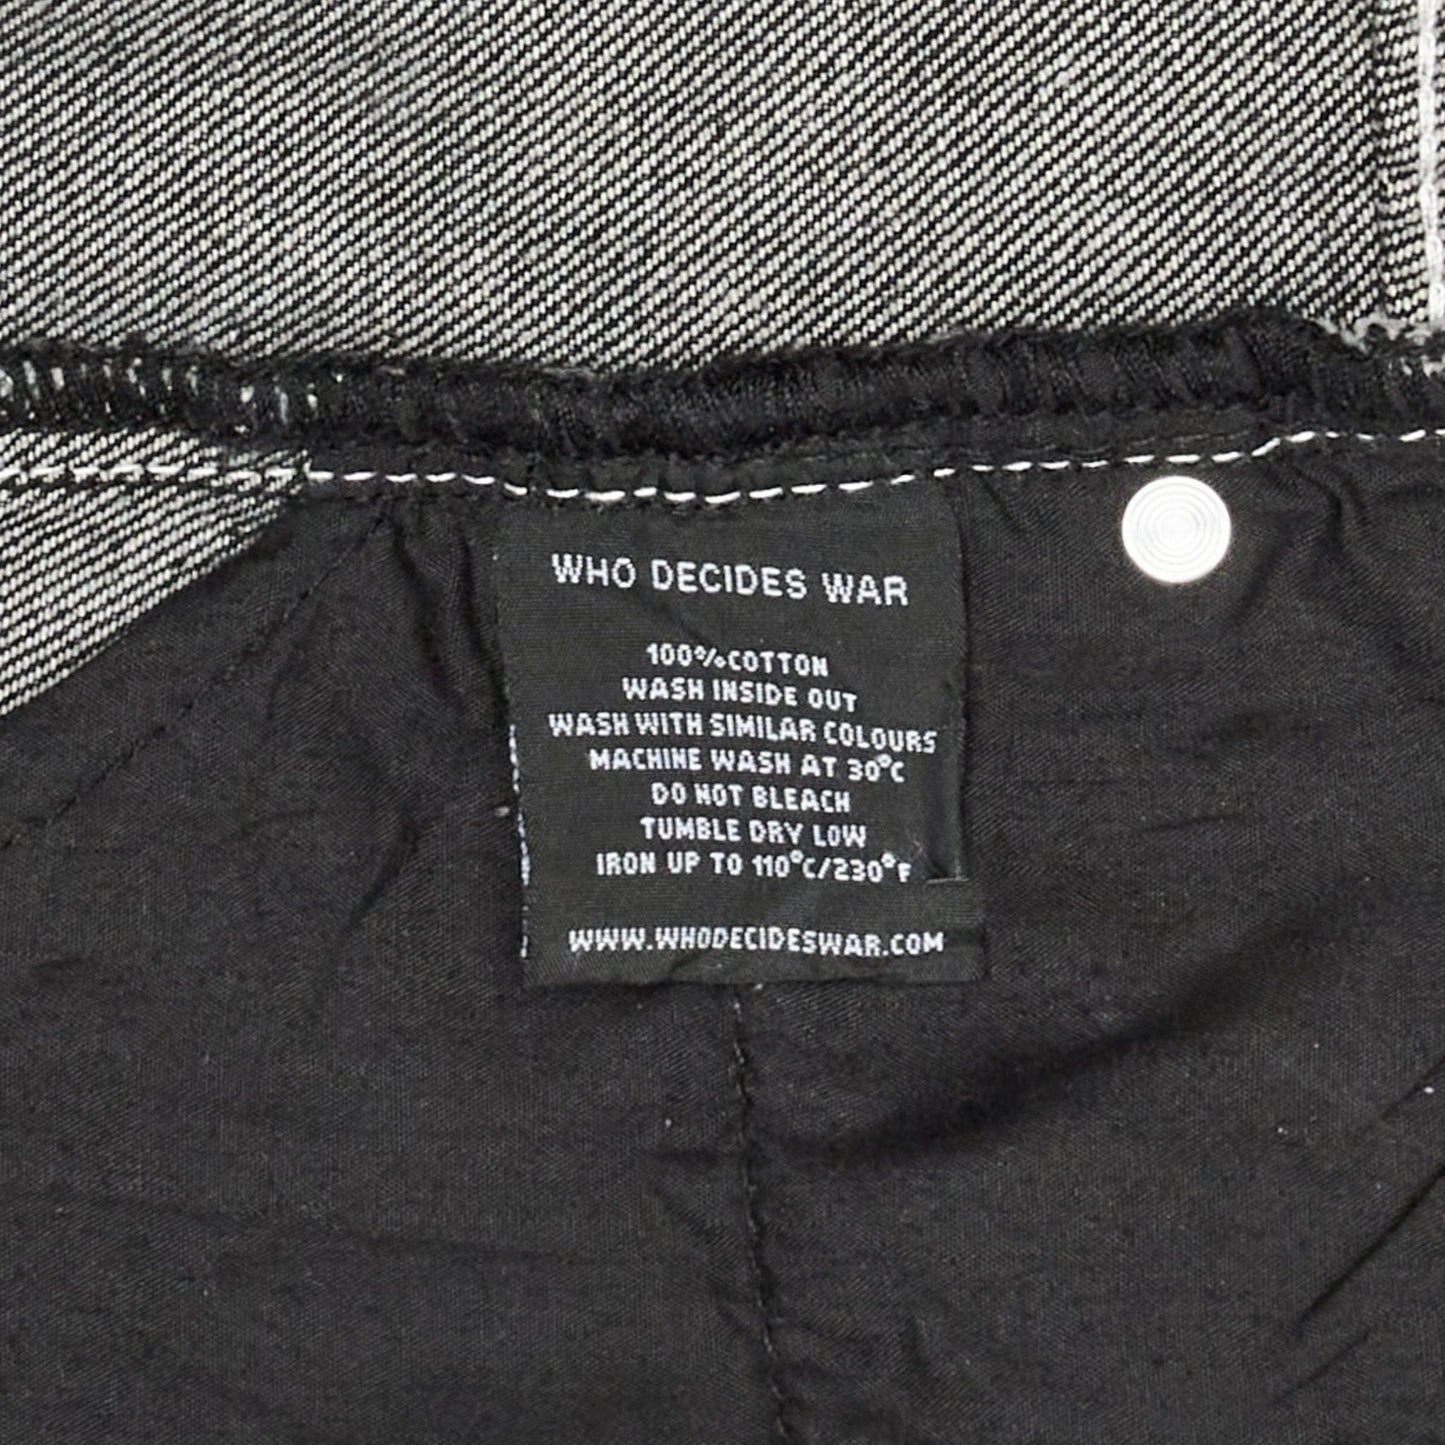 WHO DECIDES WAR
100%COTTON
WASH INSIDE OUT
WASH WITH SIMILAR COLOURS
MACHINE WASH AT 30°C
DO NOT BLEACH
TUMBLE DRY LOW
IRON UP TO 110°C/230°F
WWW.WHODECIDESWAR.COM